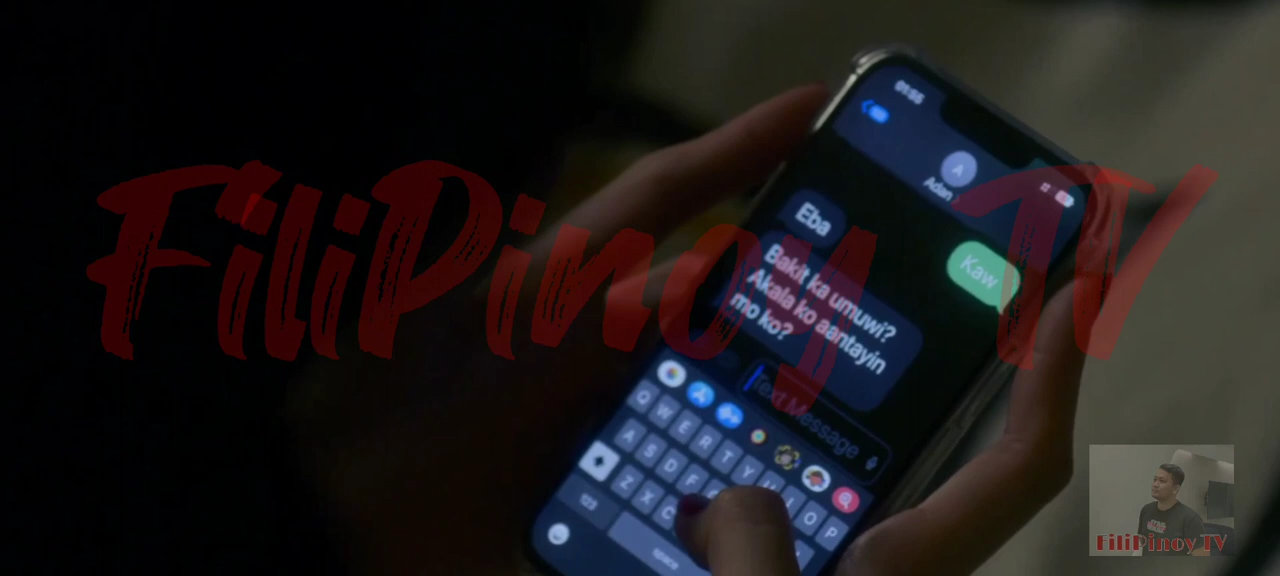 FiliPinoy TV
01:55
A
Adan
Eba
Kaw
Bakit ka umuwi?
Akala ko aantayin
mo ko?
Text Message
Q W E R T Y U I O P
A S D F
Z X C
123
space
FiliPinoy TV